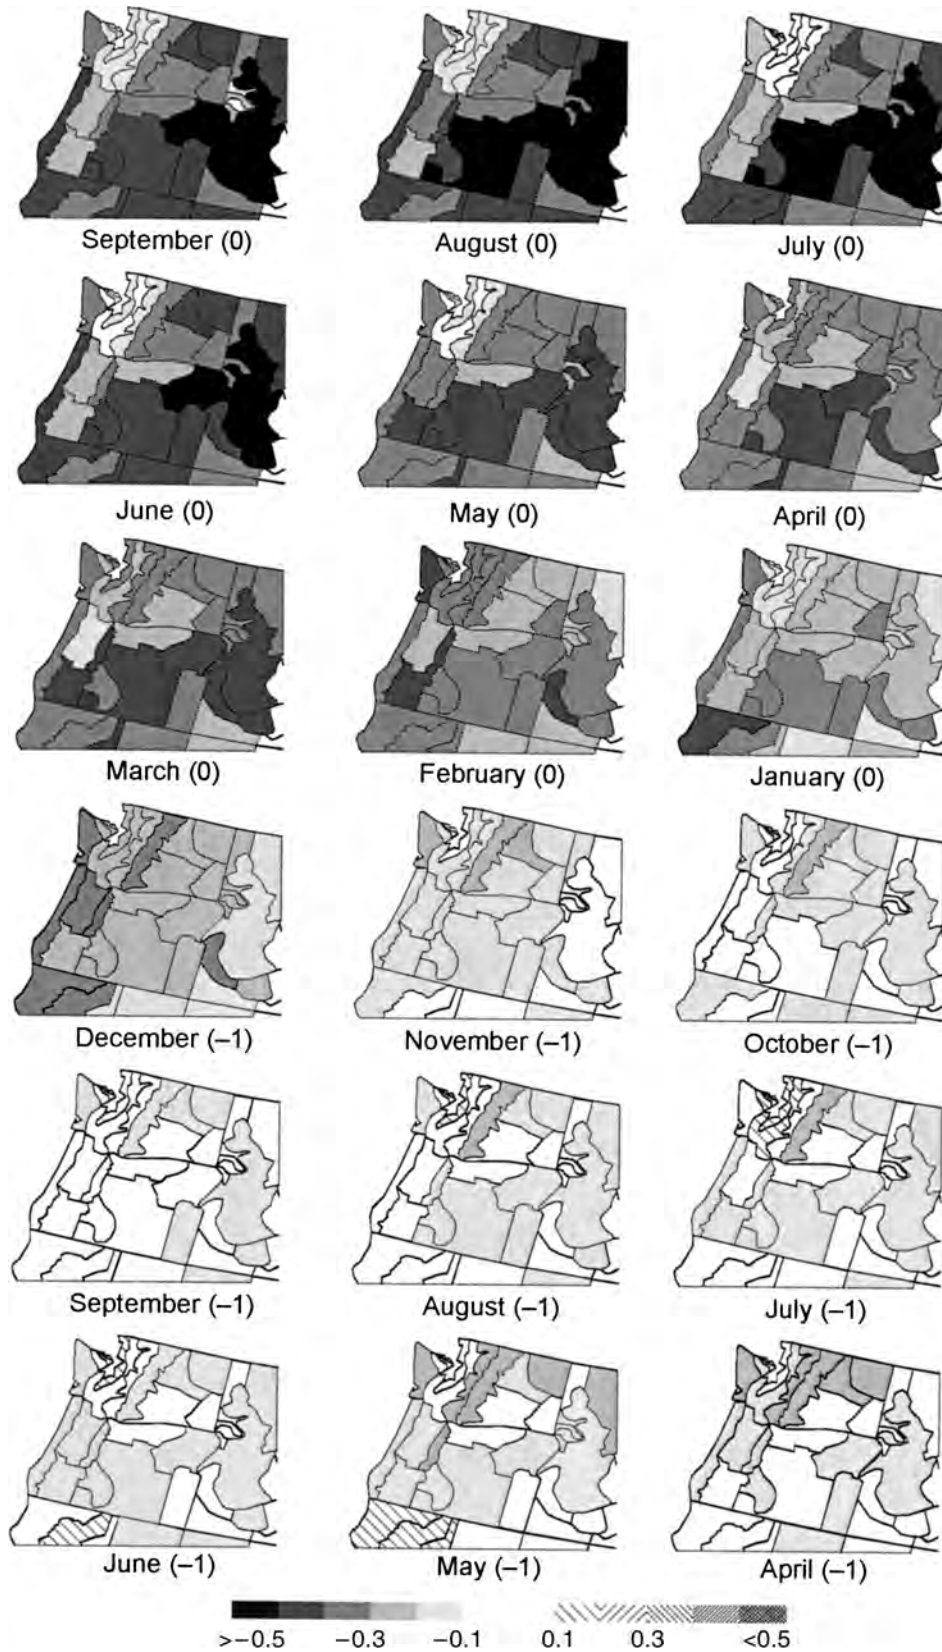 September (0) August (0) July (0)
June (0) May (0) April (0)
March (0) February (0) January (0)
December (–1) November (–1) October (–1)
September (–1) August (–1) July (–1)
June (–1) May (–1) April (–1)
>−0.5 −0.3 −0.1 0.1 0.3 <0.5